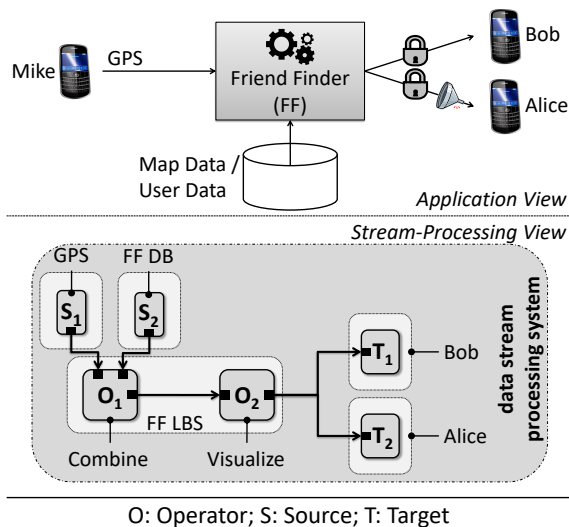 Mike
GPS
Friend Finder
(FF)
Bob
Alice
Map Data /
User Data
Application View
Stream-Processing View
GPS
FF DB
S1
S2
O1
O2
FF LBS
Combine
Visualize
T1
Bob
T2
Alice
data stream
processing system
O: Operator; S: Source; T: Target